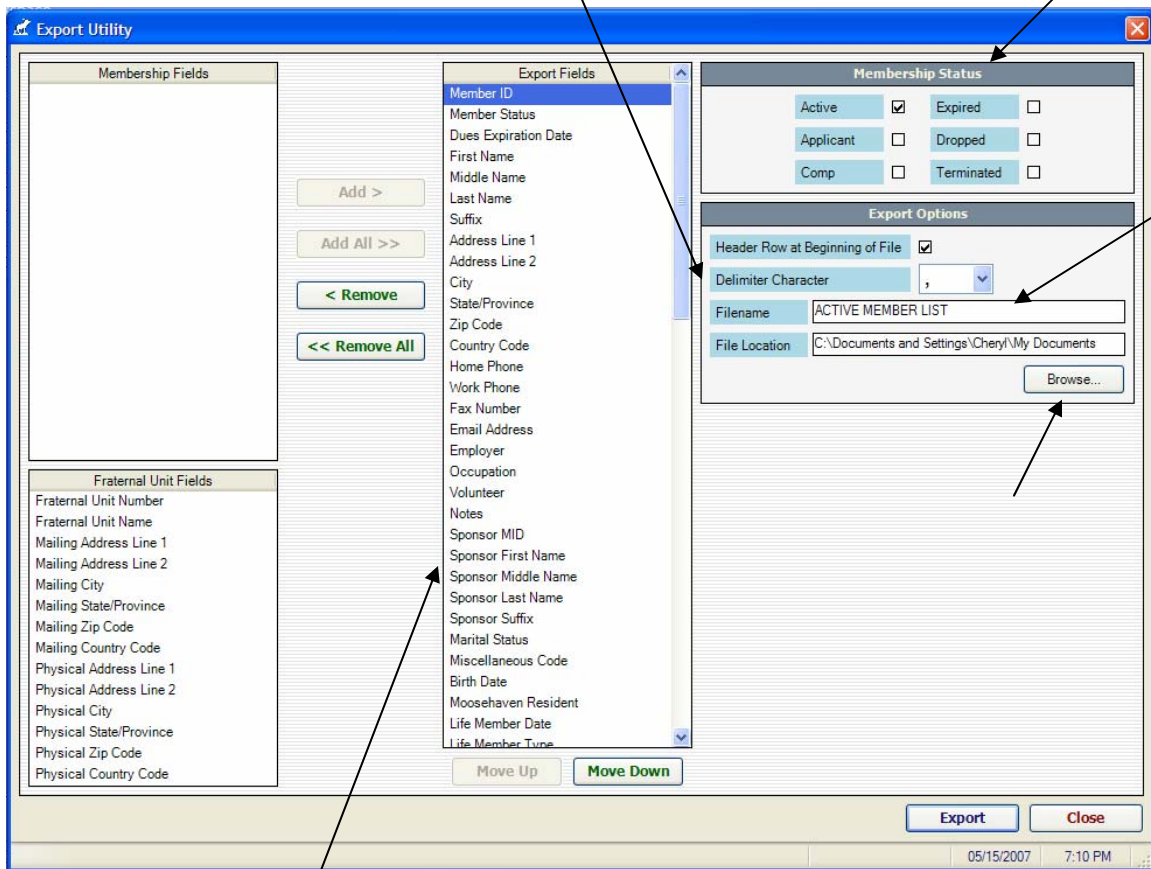 Export Utility
Membership Fields
Fraternal Unit Fields
Fraternal Unit Number
Fraternal Unit Name
Mailing Address Line 1
Mailing Address Line 2
Mailing City
Mailing State/Province
Mailing Zip Code
Mailing Country Code
Physical Address Line 1
Physical Address Line 2
Physical City
Physical State/Province
Physical Zip Code
Physical Country Code
Add >
Add All >>
< Remove
<< Remove All
Export Fields
Member ID
Member Status
Dues Expiration Date
First Name
Middle Name
Last Name
Suffix
Address Line 1
Address Line 2
City
State/Province
Zip Code
Country Code
Home Phone
Work Phone
Fax Number
Email Address
Employer
Occupation
Volunteer
Notes
Sponsor MID
Sponsor First Name
Sponsor Middle Name
Sponsor Last Name
Sponsor Suffix
Marital Status
Miscellaneous Code
Birth Date
Moosehaven Resident
Life Member Date
Life Member Type
Move Up
Move Down
Membership Status
Active Expired
Applicant Dropped
Comp Terminated
Export Options
Header Row at Beginning of File
Delimiter Character ,
Filename ACTIVE MEMBER LIST
File Location C:\Documents and Settings\Cheryl\My Documents
Browse...
Export
Close
05/15/2007 7:10 PM